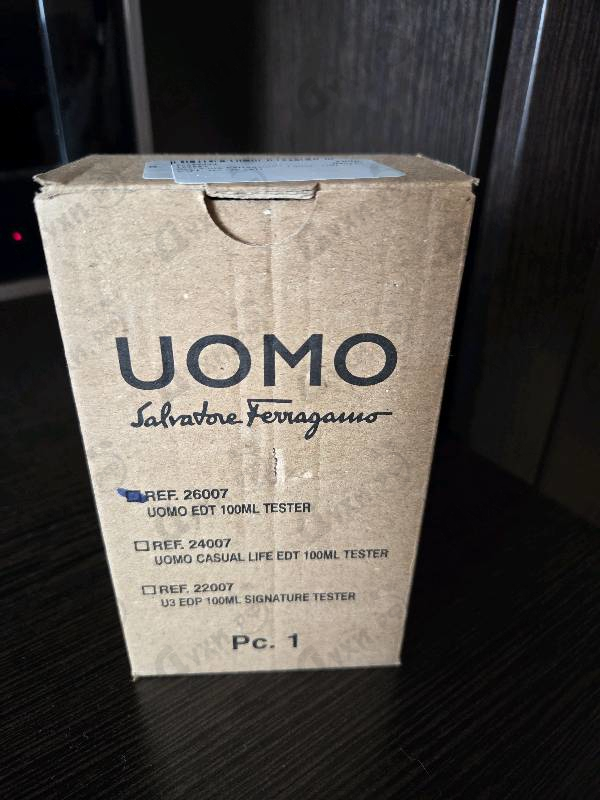 UOMO
Salvatore Ferragamo
REF. 26007
UOMO EDT 100ML TESTER
REF. 24007
UOMO CASUAL LIFE EDT 100ML TESTER
REF. 22007
U3 EDP 100ML SIGNATURE TESTER
Pc. 1